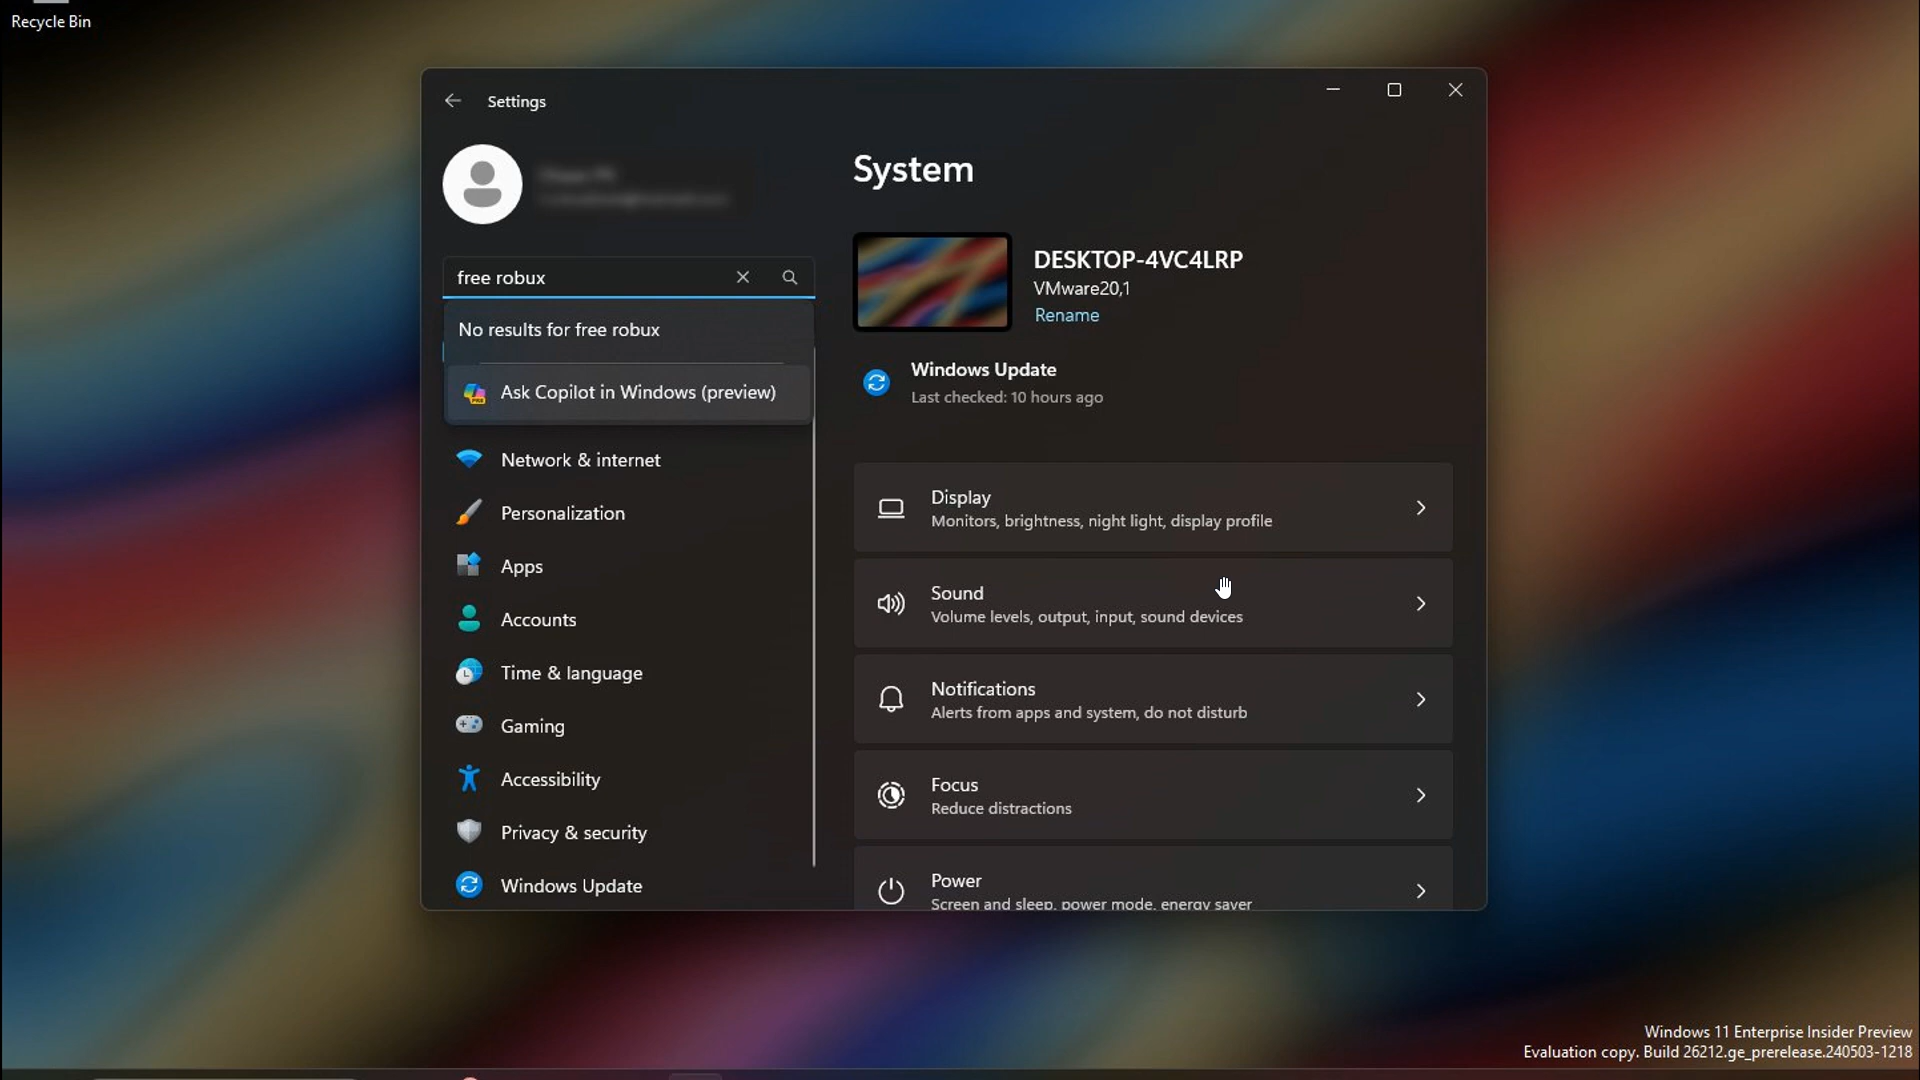 Recycle Bin
Settings
free robux
No results for free robux
Ask Copilot in Windows (preview)
Network & internet
Personalization
Apps
Accounts
Time & language
Gaming
Accessibility
Privacy & security
Windows Update
System
DESKTOP-4VC4LRP
VMware20,1
Rename
Windows Update
Last checked: 10 hours ago
Display
Monitors, brightness, night light, display profile
Sound
Volume levels, output, input, sound devices
Notifications
Alerts from apps and system, do not disturb
Focus
Reduce distractions
Power
Screen and sleep, power mode, energy saver
Windows 11 Enterprise Insider Preview
Evaluation copy. Build 26212.ge_prerelease.240503-1218